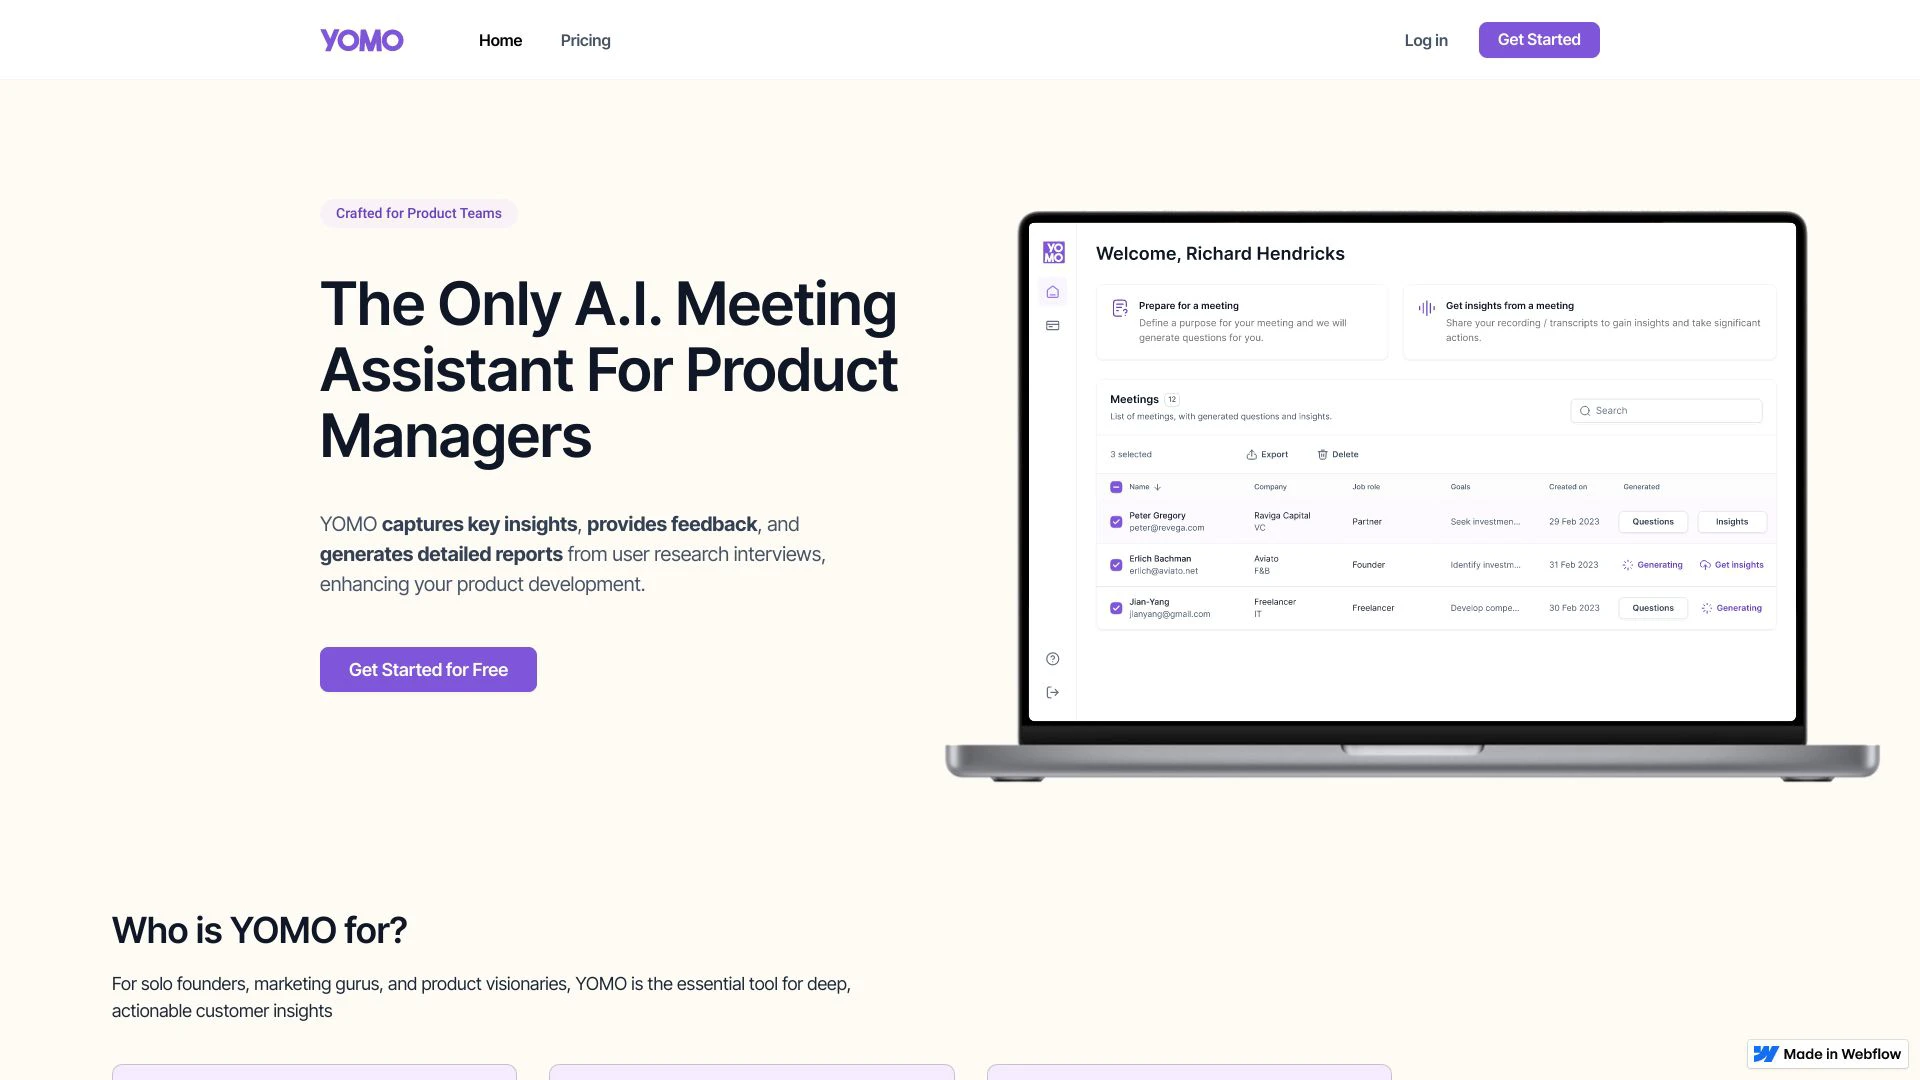 YOMO
Home
Pricing
Log in
Get Started
Crafted for Product Teams
The Only A.I. Meeting
Assistant For Product
Managers
YOMO captures key insights, provides feedback, and
generates detailed reports from user research interviews,
enhancing your product development.
Get Started for Free
YO
MO
Welcome, Richard Hendricks
Prepare for a meeting
Define a purpose for your meeting and we will
generate questions for you.
Get insights from a meeting
Share your recording / transcripts to gain insights and take significant
actions.
Meetings 12
List of meetings, with generated questions and insights.
Search
3 selected
Export
Delete
Name
Company
Job role
Goals
Created on
Generated
Peter Gregory
peter@revega.com
Raviga Capital
VC
Partner
Seek investmen...
29 Feb 2023
Questions
Insights
Erlich Bachman
erlich@aviato.net
Aviato
F&B
Founder
Identify investm...
31 Feb 2023
Generating
Get insights
Jian-Yang
jianyang@gmail.com
Freelancer
IT
Freelancer
Develop compe...
30 Feb 2023
Questions
Generating
Who is YOMO for?
For solo founders, marketing gurus, and product visionaries, YOMO is the essential tool for deep,
actionable customer insights
Made in Webflow